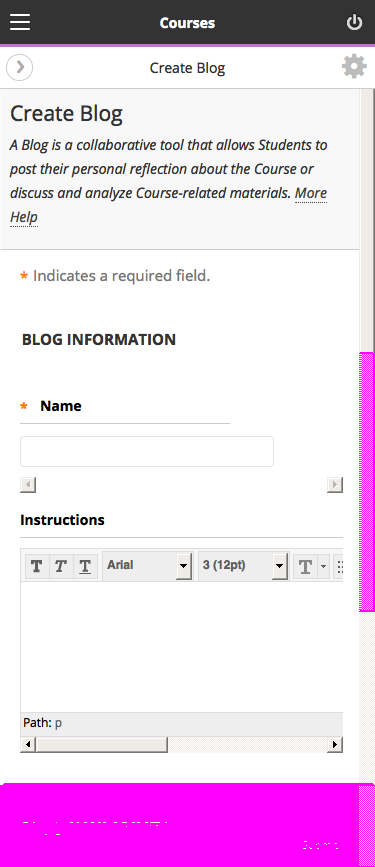 Courses
Create Blog
Create Blog
A Blog is a collaborative tool that allows Students to
post their personal reflection about the Course or
discuss and analyze Course-related materials. More
Help
* Indicates a required field.
BLOG INFORMATION
* Name
Instructions
T T T Arial 3 (12pt) T
Path: p